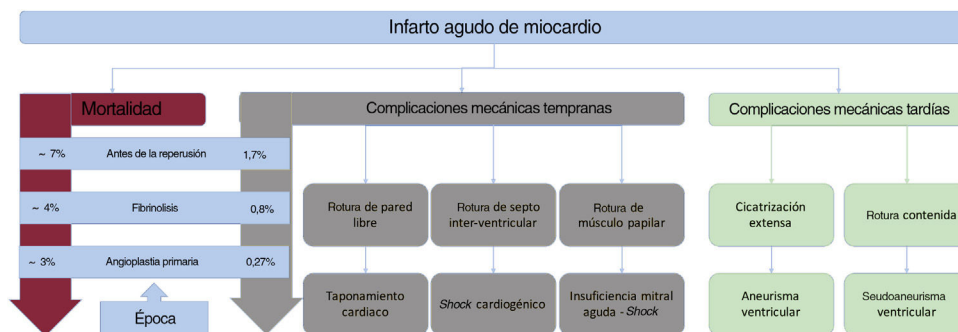 Infarto agudo de miocardio
Mortalidad
Complicaciones mecánicas tempranas
Complicaciones mecánicas tardías
~ 7% Antes de la reperusión 1,7%
~ 4% Fibrinolisis 0,8%
~ 3% Angioplastia primaria 0,27%
Época
Rotura de pared
libre
Rotura de septo
inter-ventricular
Rotura de
músculo papilar
Cicatrización
extensa
Rotura contenida
Taponamiento
cardiaco
Shock cardiogénico
Insuficiencia mitral
aguda - Shock
Aneurisma
ventricular
Seudoaneurisma
ventricular